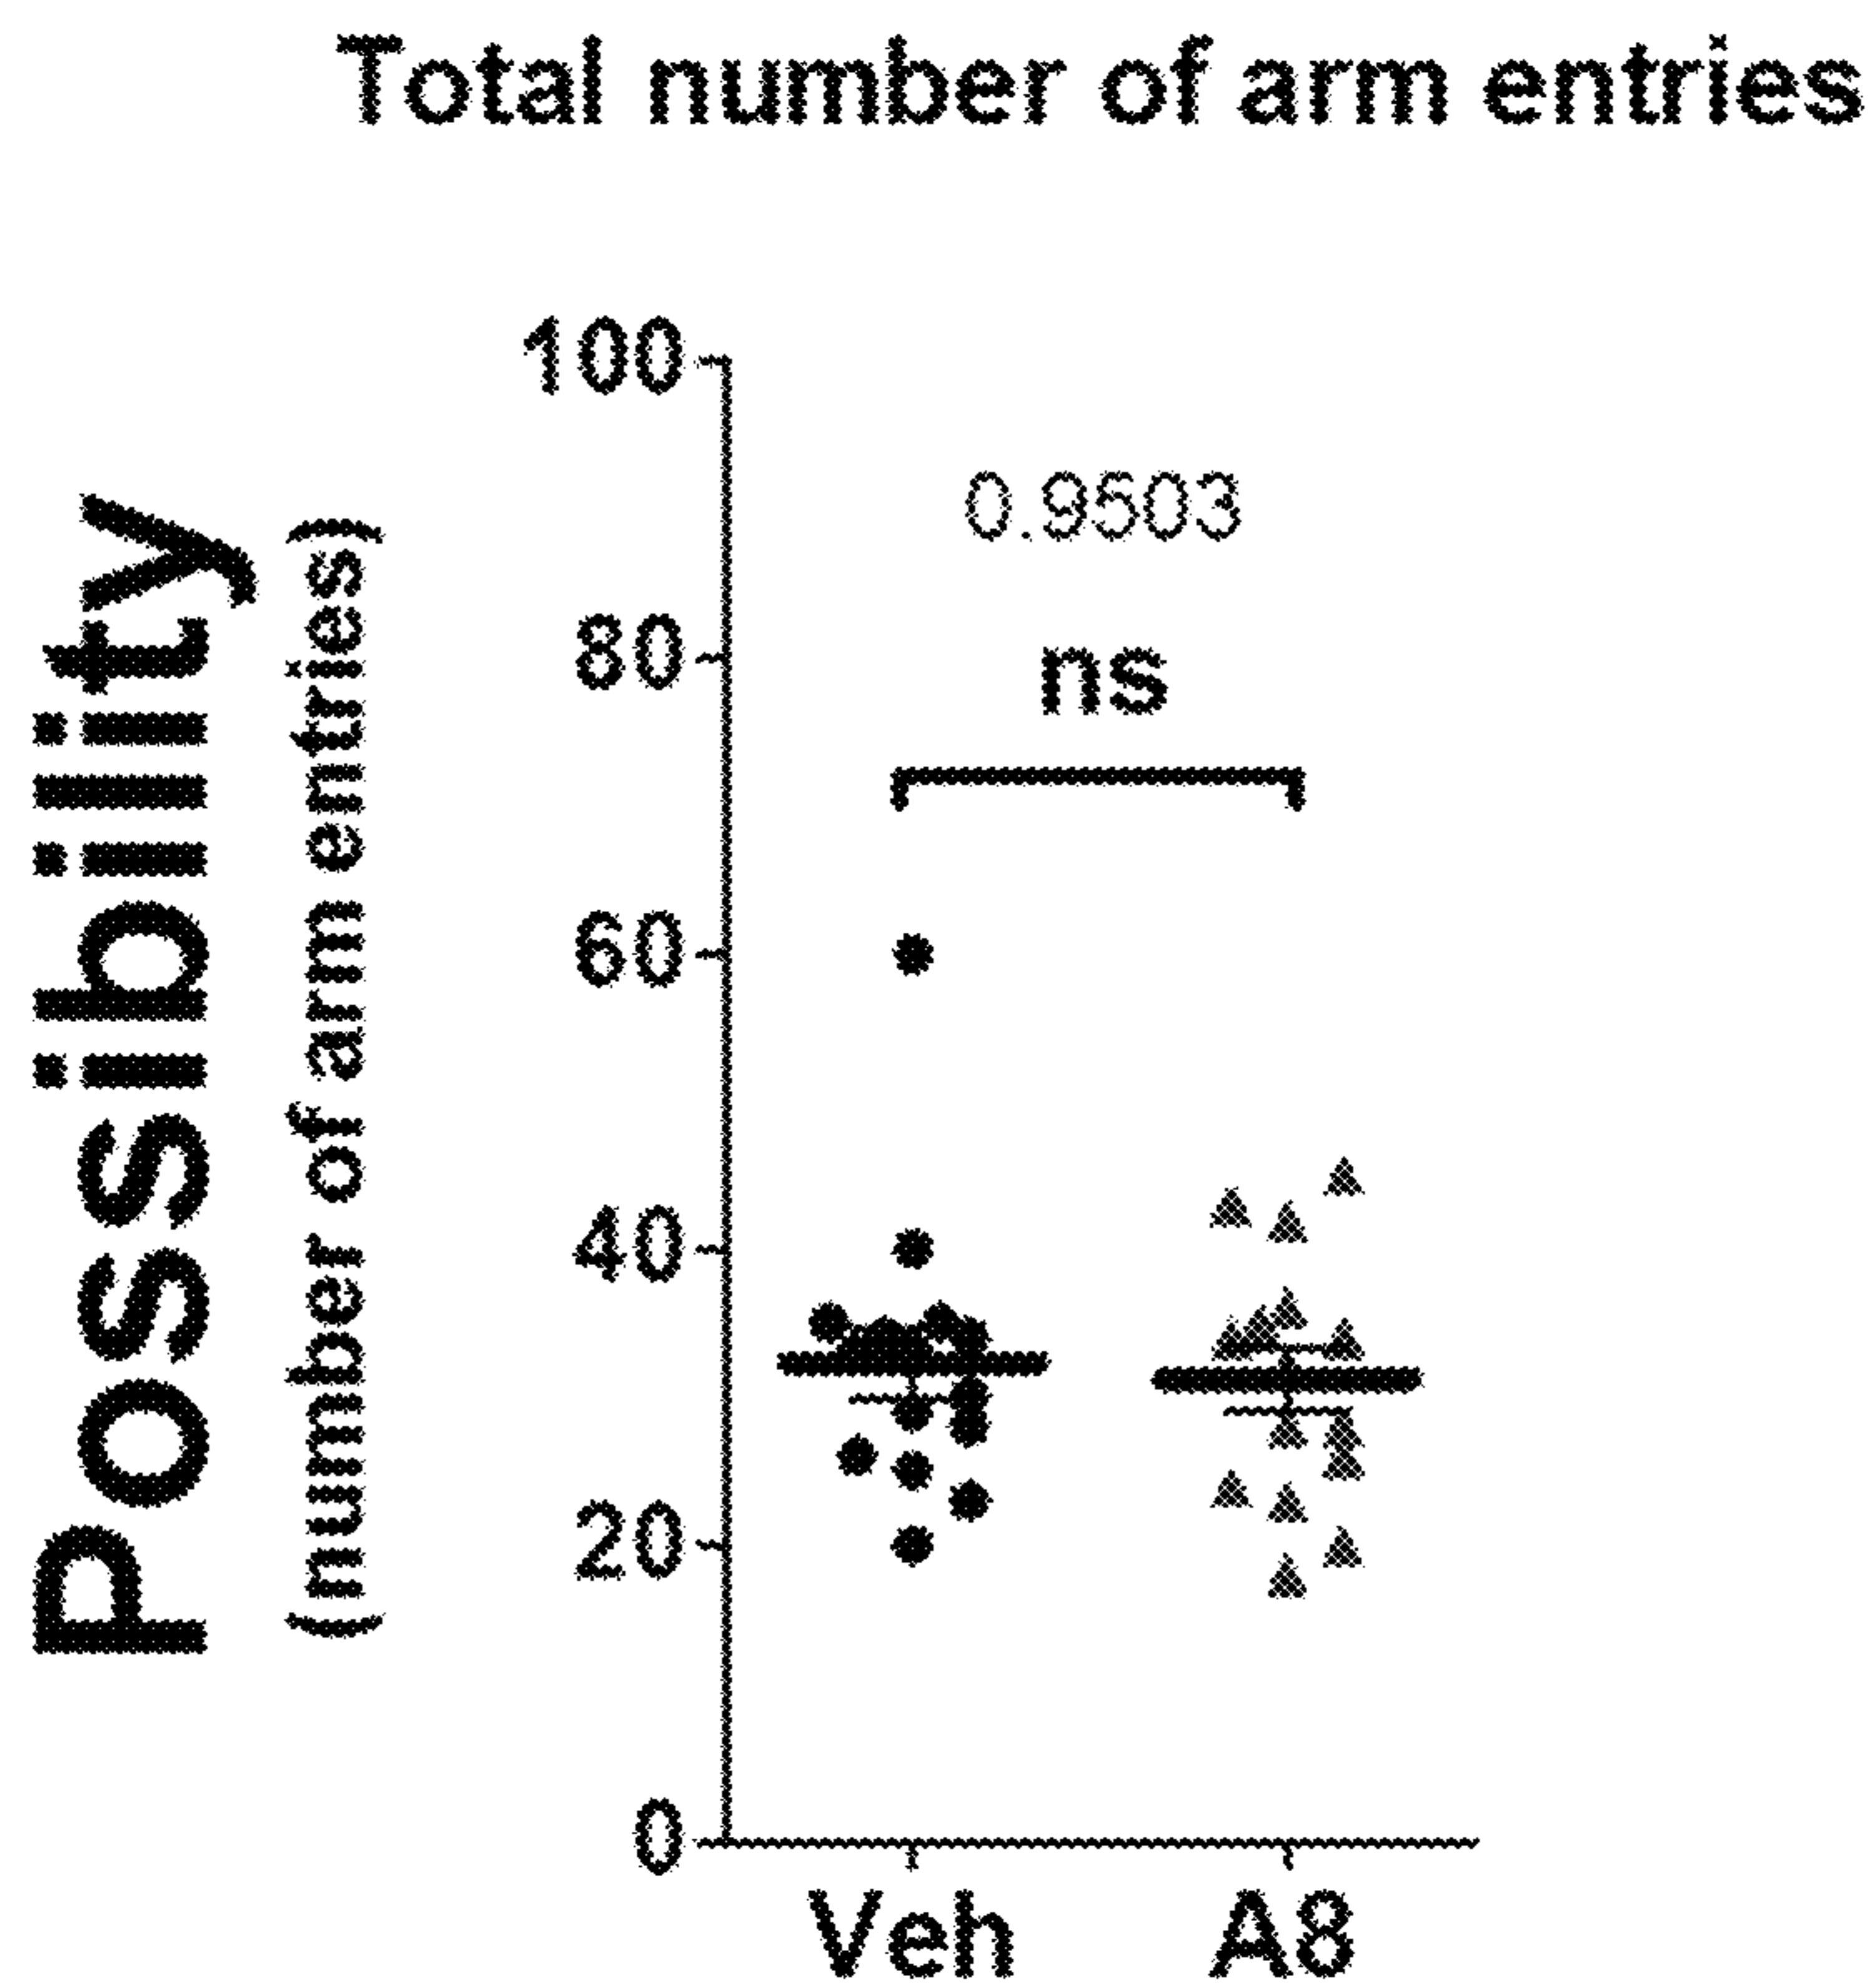 Total number of arm entries
Possibility
(number of arm entries)
100
80
60
40
20
0
0.9503
ns
Veh
A8